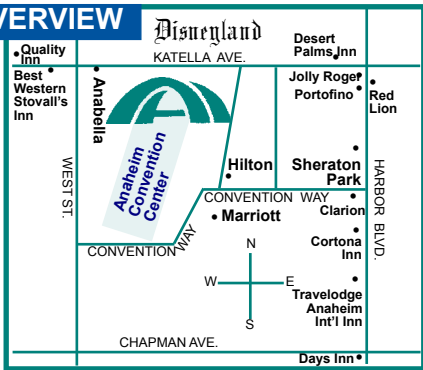 VERVIEW
Disneyland
Quality
Inn
KATELLA AVE.
Desert
Palms Inn
Best
Western
Stovall's
Inn
Anabella
Jolly Roger
Portofino
Red
Lion
Anaheim
Convention
Center
WEST ST.
Hilton
Sheraton
Park
HARBOR BLVD.
CONVENTION WAY
Clarion
Marriott
CONVENTION WAY
Cortona
Inn
N
W
E
S
Travelodge
Anaheim
Int'l Inn
CHAPMAN AVE.
Days Inn